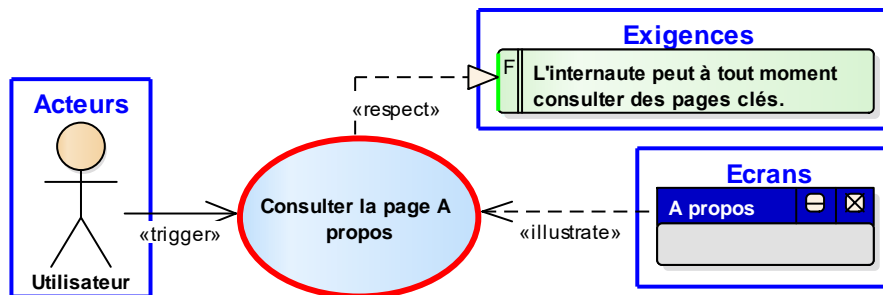 Exigences
F
L'internaute peut à tout moment
consulter des pages clés.
«respect»
Acteurs
Utilisateur
«trigger»
Consulter la page A
propos
«illustrate»
Ecrans
A propos